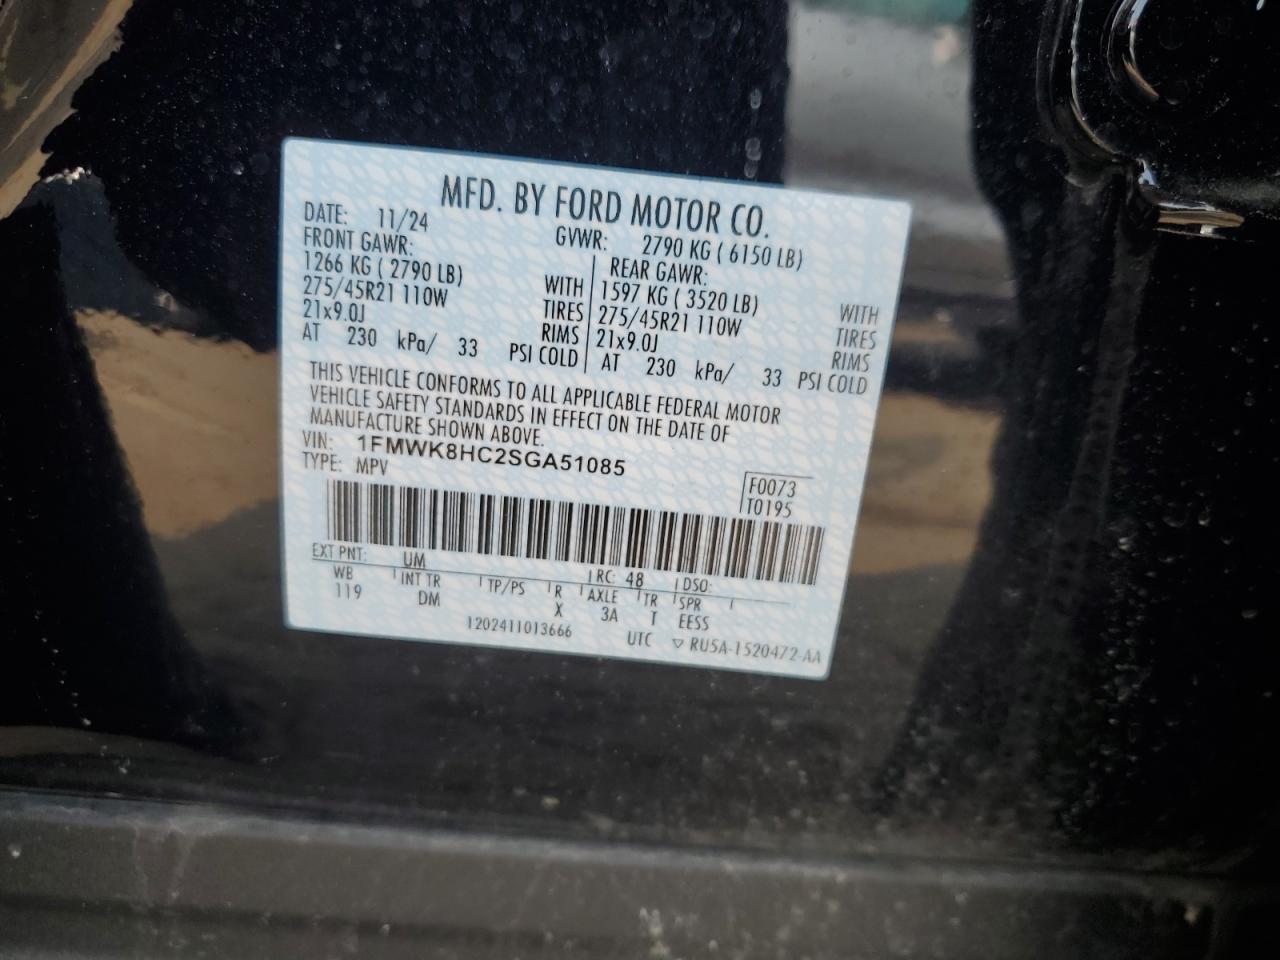 MFD. BY FORD MOTOR CO.
DATE: 11/24 GVWR: 2790 KG ( 6150 LB)
FRONT GAWR: REAR GAWR:
1266 KG ( 2790 LB) WITH 1597 KG ( 3520 LB) WITH
275/45R21 110W TIRES 275/45R21 110W TIRES
21x9.0J RIMS 21x9.0J RIMS
AT 230 kPa/ 33 PSI COLD AT 230 kPa/ 33 PSI COLD
THIS VEHICLE CONFORMS TO ALL APPLICABLE FEDERAL MOTOR
VEHICLE SAFETY STANDARDS IN EFFECT ON THE DATE OF
MANUFACTURE SHOWN ABOVE.
VIN: 1FMWK8HC2SGA51085
TYPE: MPV
F0073
T0195
EXT PNT: UM RC: 48 DSO:
WB INT TR TP/PS R AXLE TR SPR
119 DM X 3A T EESS
1202411013666 UTC ▽ RU5A-1520472-AA